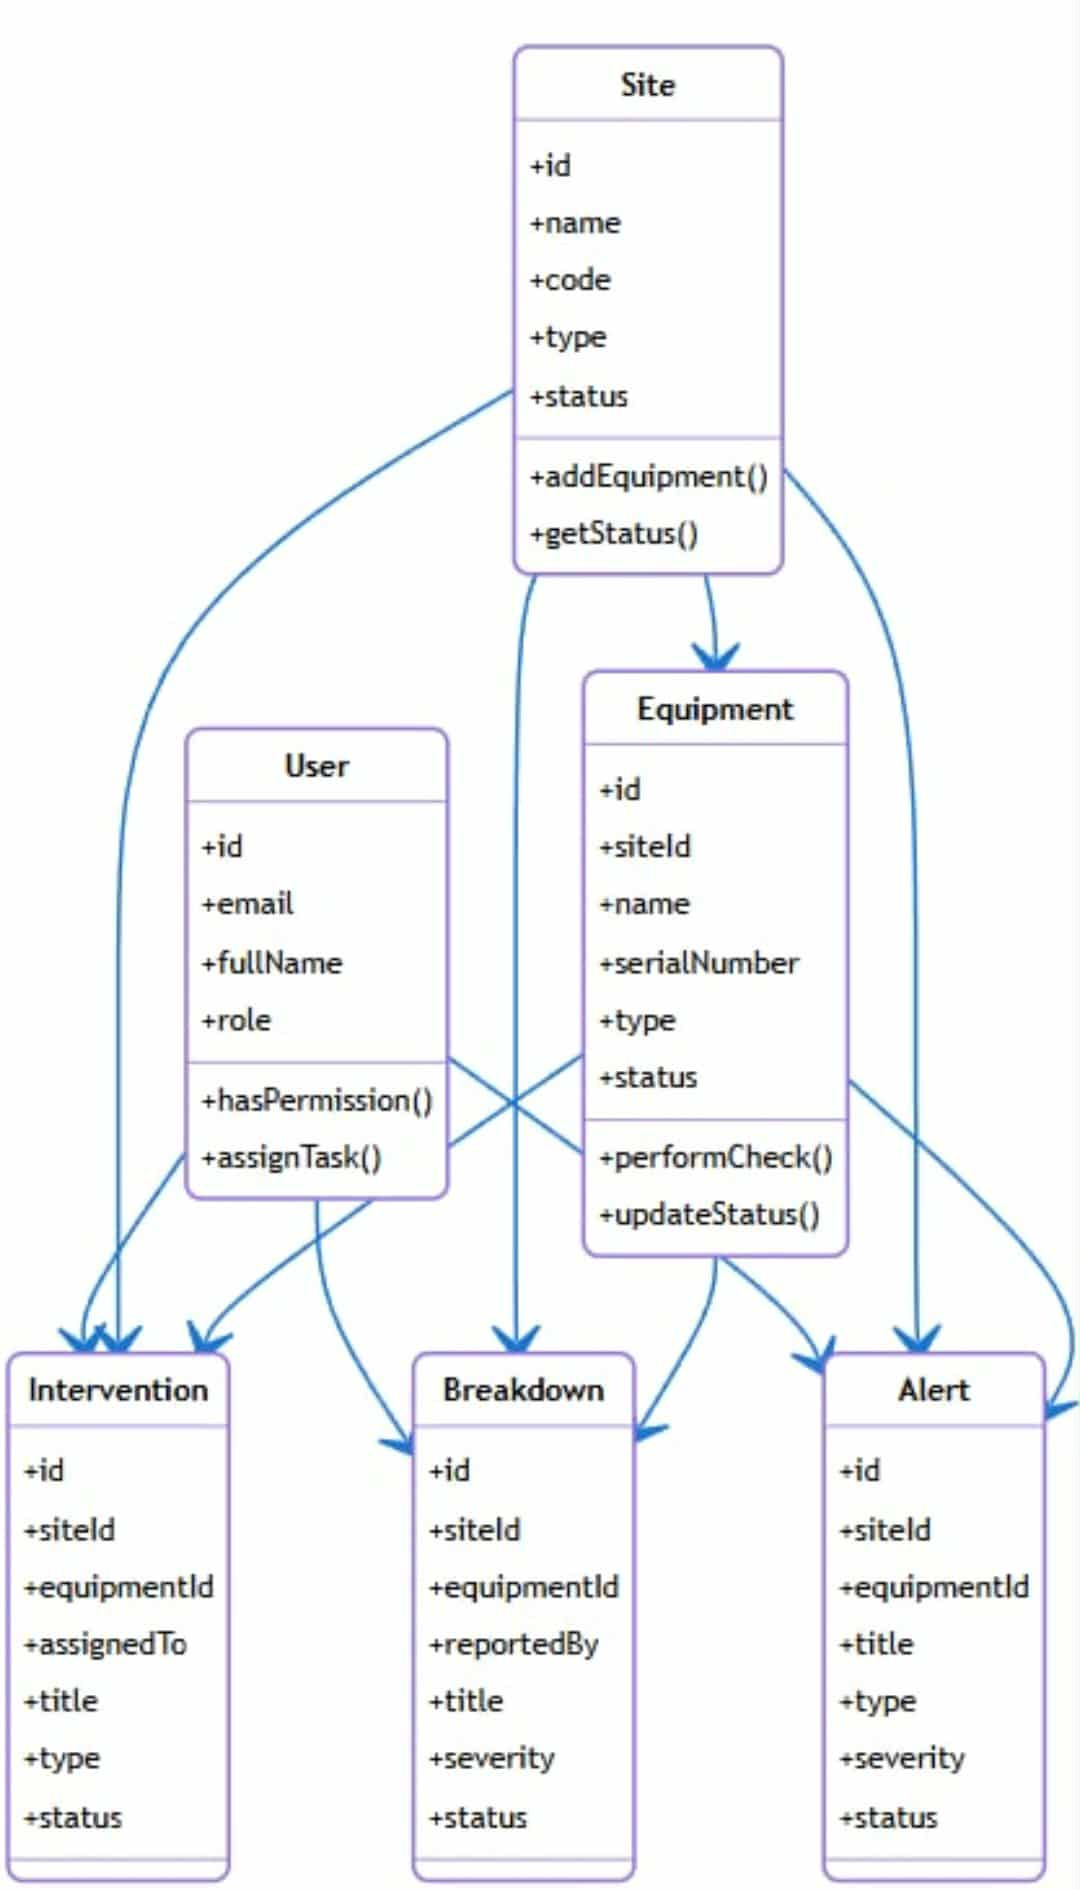 Site
+id
+name
+code
+type
+status
+addEquipment()
+getStatus()
User
+id
+email
+fullName
+role
+hasPermission()
+assignTask()
Equipment
+id
+siteId
+name
+serialNumber
+type
+status
+performCheck()
+updateStatus()
Intervention
+id
+siteId
+equipmentId
+assignedTo
+title
+type
+status
Breakdown
+id
+siteId
+equipmentId
+reportedBy
+title
+severity
+status
Alert
+id
+siteId
+equipmentId
+title
+type
+severity
+status